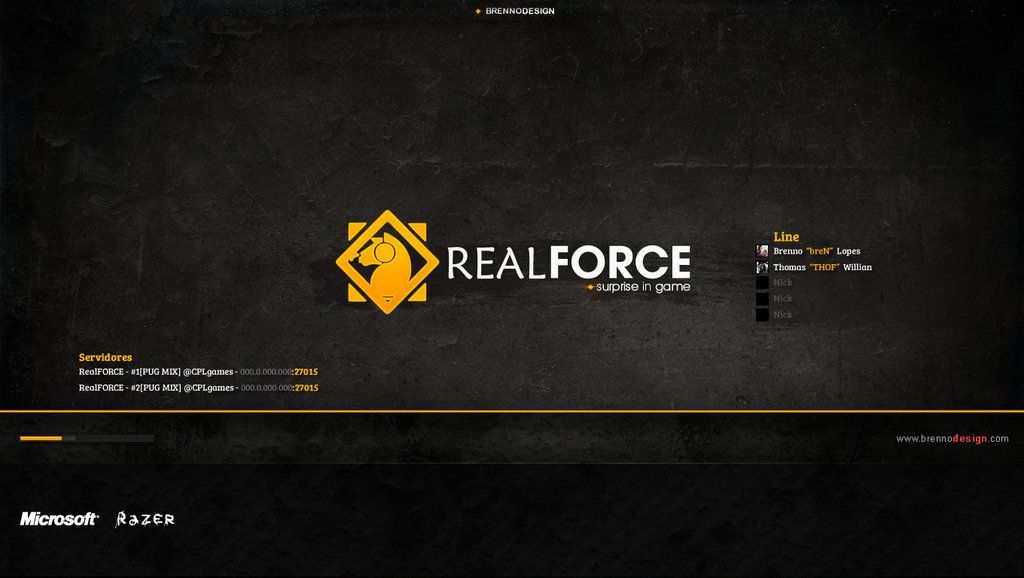 BRENNODESIGN
REALFORCE
surprise in game
Line
Brenno "breN" Lopes
Thomas "THOF" Willian
Nick
Nick
Nick
Servidores
RealFORCE - #1[PUG MIX] @CPLgames - 000.0.000.000:27015
RealFORCE - #2[PUG MIX] @CPLgames - 000.0.000.000:27015
www.brennodesign.com
Microsoft RAZER